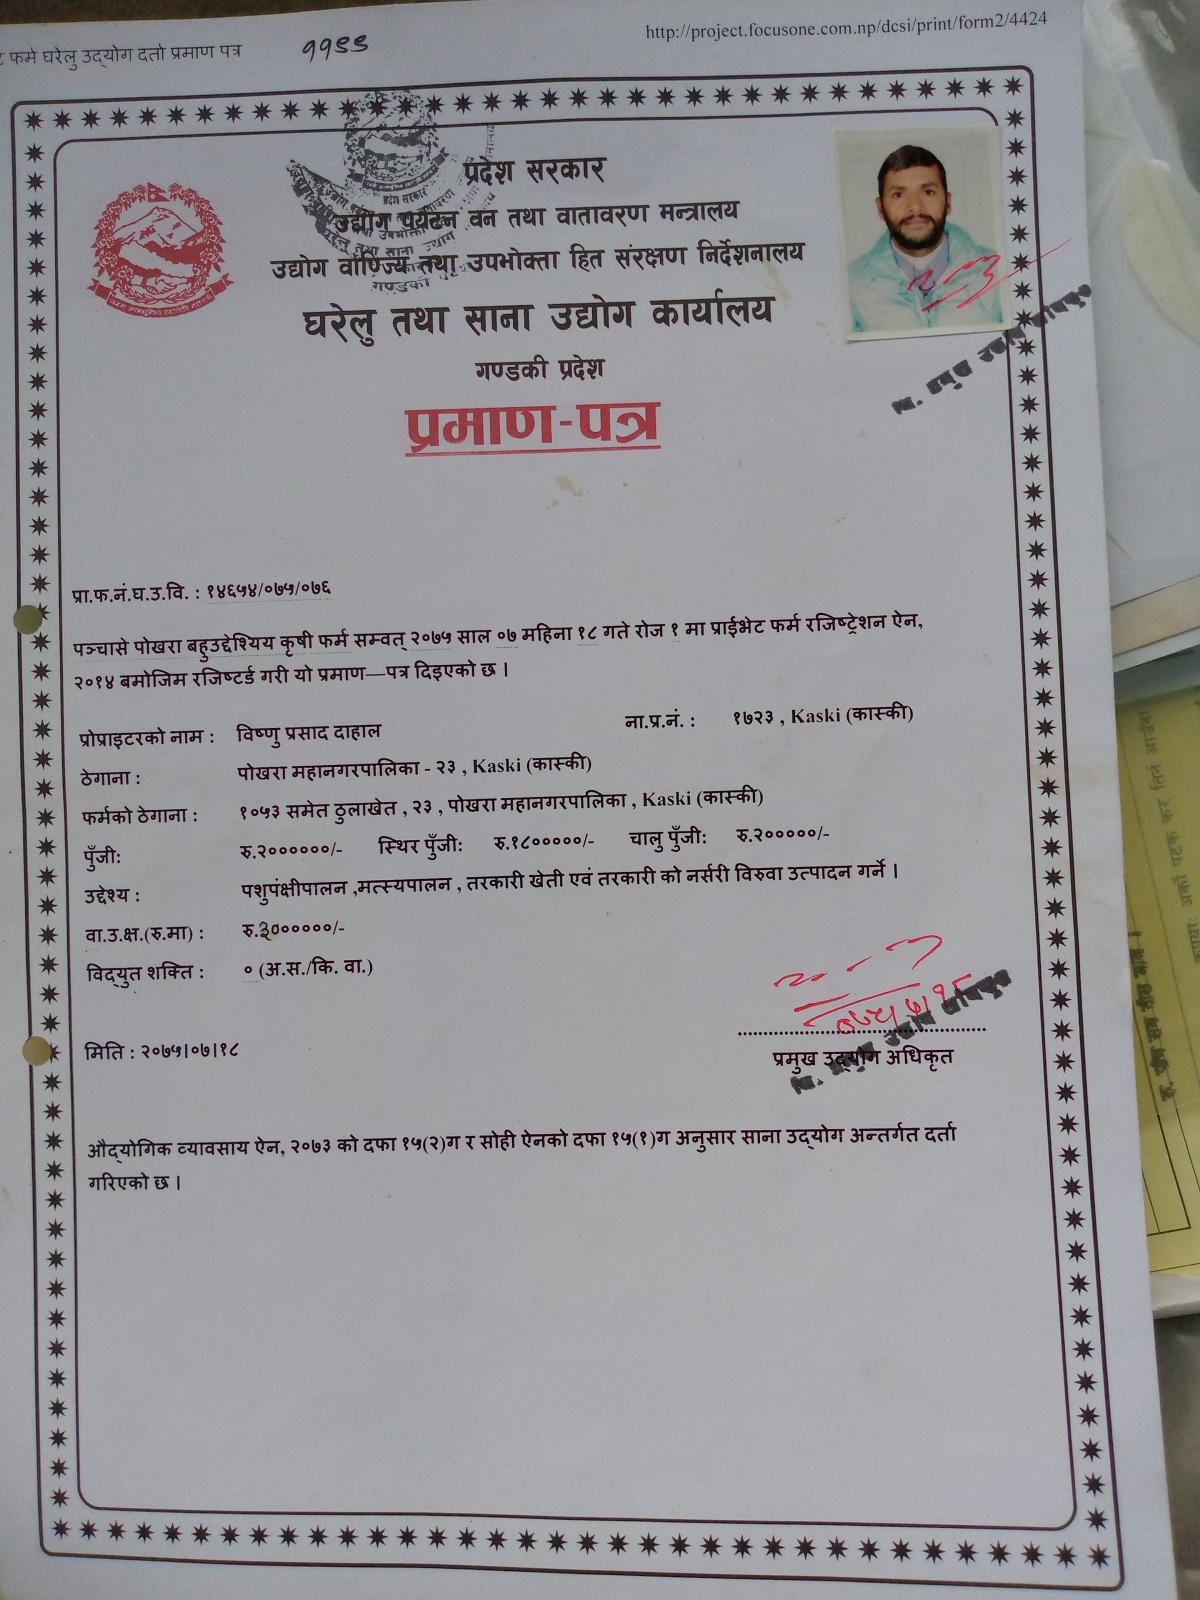 फर्म घरेलु उद्योग दर्ता प्रमाण पत्र
११९९
http://project.focusone.com.np/dcsi/print/form2/4424
प्रदेश सरकार
उद्योग पर्यटन वन तथा वातावरण मन्त्रालय
उद्योग वाणिज्य तथा उपभोक्ता हित संरक्षण निर्देशनालय
घरेलु तथा साना उद्योग कार्यालय
गण्डकी प्रदेश
प्रमाण-पत्र
प्रा.फ.नं.घ.उ.वि. : १४६५४/०७५/०७६
पञ्चासे पोखरा बहुउद्देश्यिय कृषी फर्म सम्वत् २०७५ साल ०७ महिना १८ गते रोज १ मा प्राईभेट फर्म रजिष्ट्रेशन ऐन,
२०१४ बमोजिम रजिष्टर्ड गरी यो प्रमाण—पत्र दिइएको छ ।
प्रोप्राइटरको नाम : विष्णु प्रसाद दाहाल ना.प्र.नं. : १७२३ , Kaski (कास्की)
ठेगाना : पोखरा महानगरपालिका - २३ , Kaski (कास्की)
फर्मको ठेगाना : १०५३ समेत ठुलाखेत , २३ , पोखरा महानगरपालिका , Kaski (कास्की)
पुँजी: रु.२००००००/- स्थिर पुँजी: रु.१८०००००/- चालु पुँजी: रु.२०००००/-
उद्देश्य : पशुपंक्षीपालन ,मत्स्यपालन , तरकारी खेती एवं तरकारी को नर्सरी विरुवा उत्पादन गर्ने ।
वा.उ.क्ष.(रु.मा) : रु.३००००००/-
विद्युत शक्ति : ० (अ.स./कि. वा.)
मिति : २०७५।०७।१८
प्रमुख उद्योग अधिकृत
औद्योगिक व्यावसाय ऐन, २०७३ को दफा १५(२)ग र सोही ऐनको दफा १५(१)ग अनुसार साना उद्योग अन्तर्गत दर्ता
गरिएको छ ।